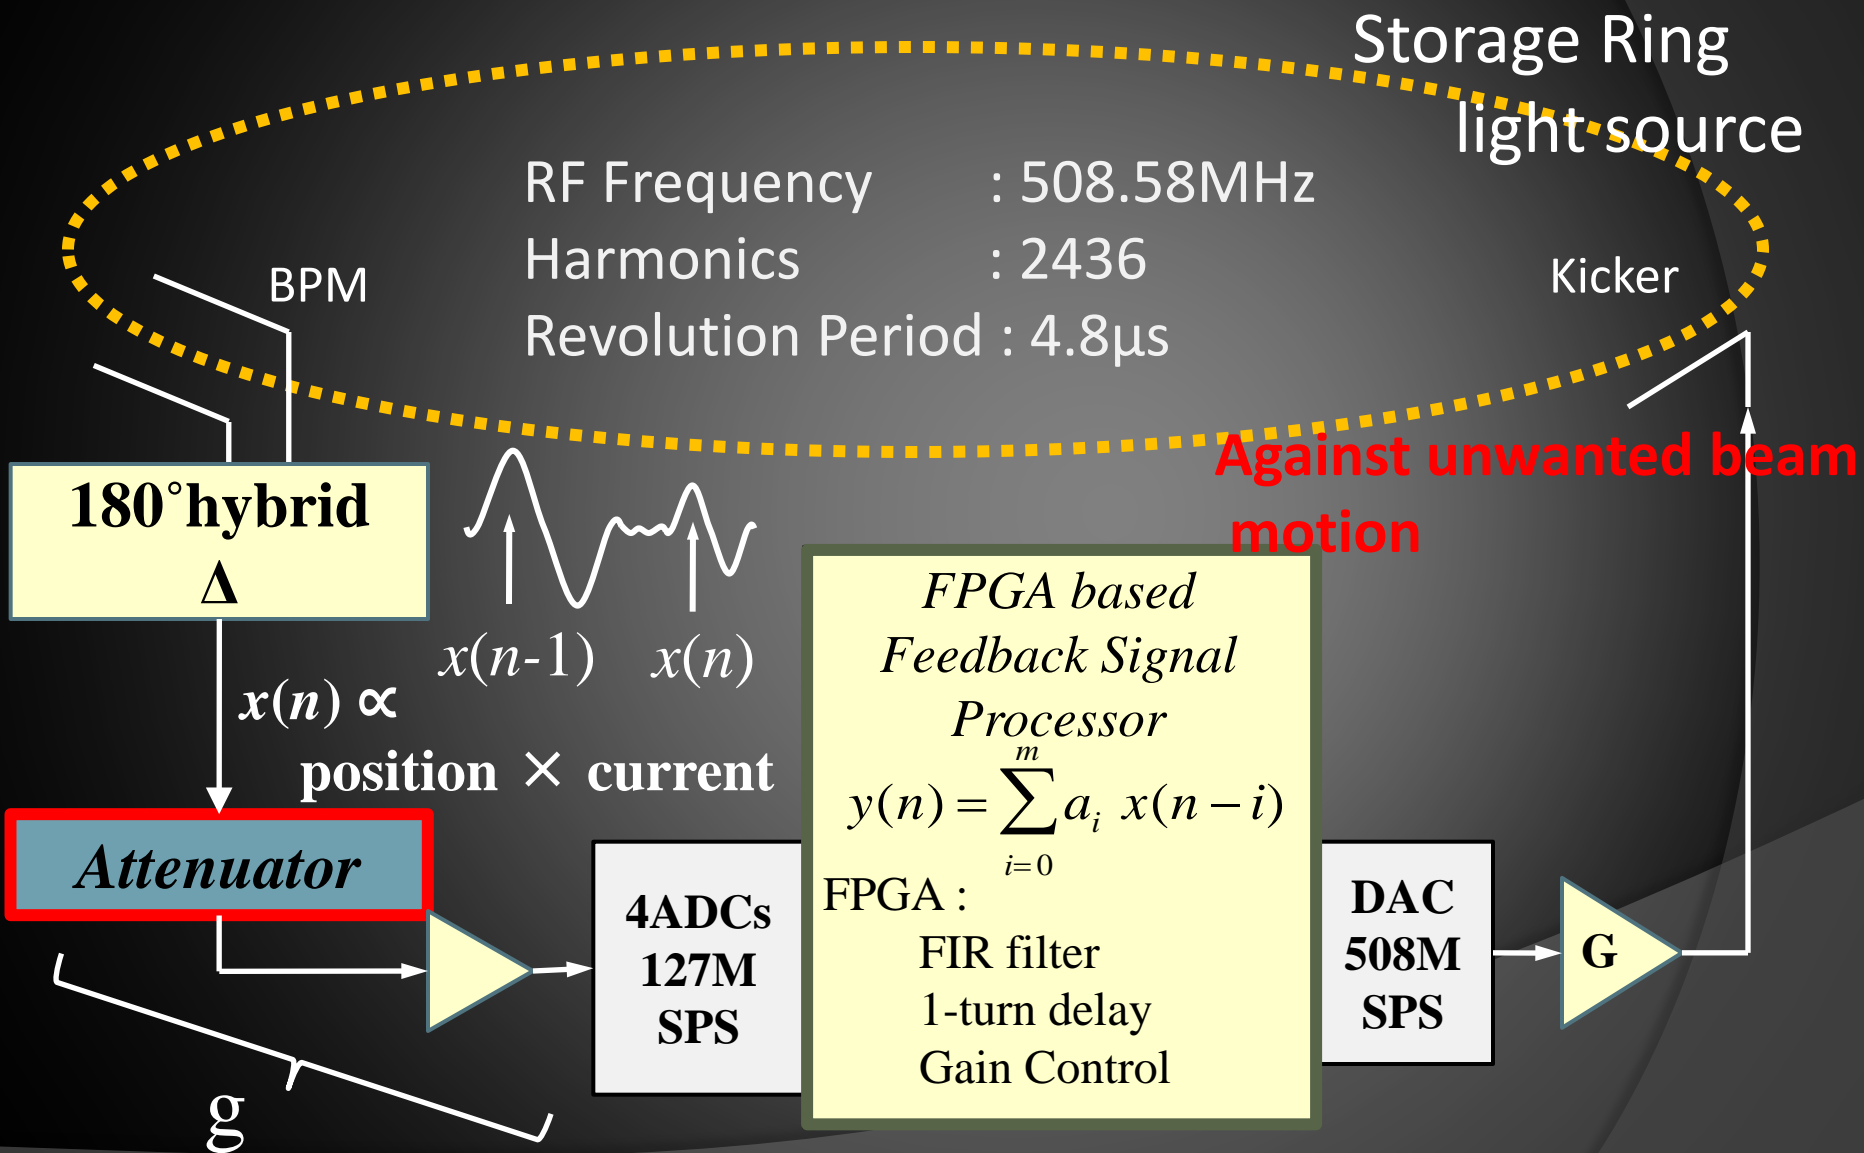 Storage Ring
light source
RF Frequency : 508.58MHz
Harmonics : 2436
Revolution Period : 4.8μs
BPM
Kicker
Against unwanted beam
motion
180˚hybrid
Δ
x(n-1) x(n)
x(n) ∝
position × current
Attenuator
g
4ADCs
127M
SPS
FPGA based
Feedback Signal
Processor
y(n) = \sum_{i=0}^{m} a_i x(n − i)
FPGA :
FIR filter
1-turn delay
Gain Control
DAC
508M
SPS
G